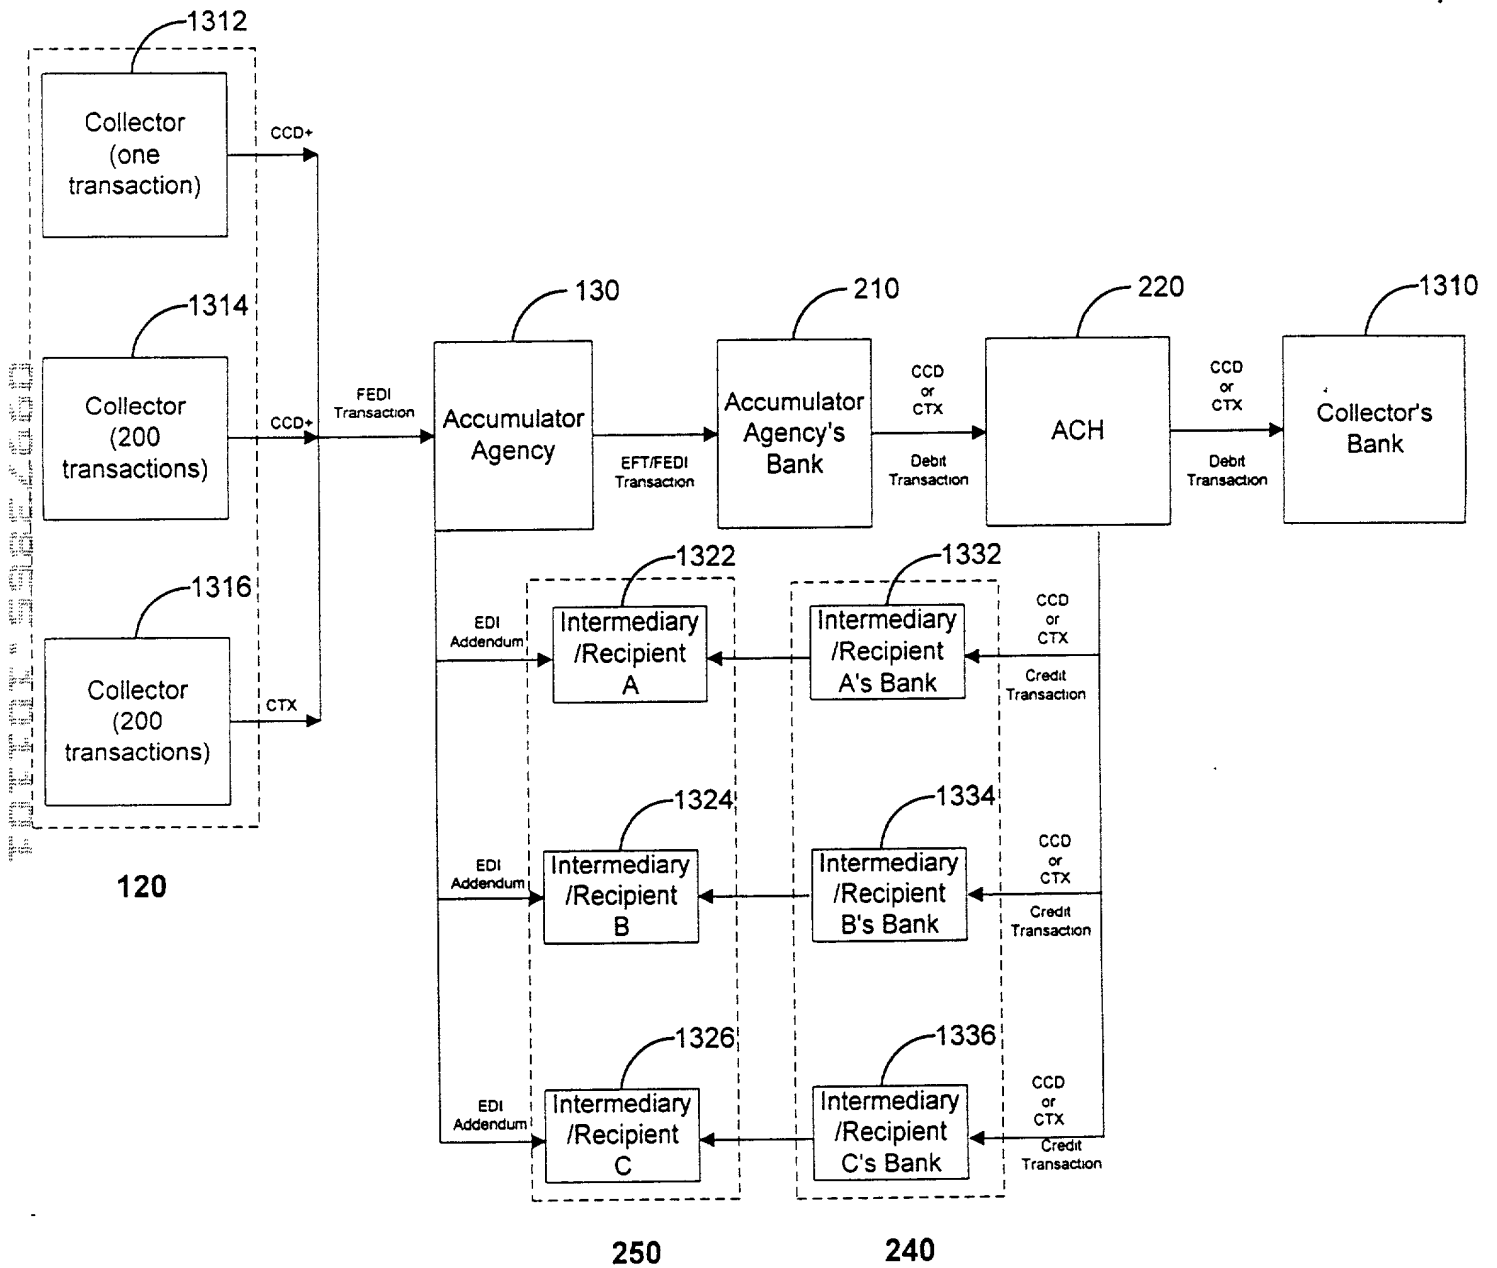 1312
Collector
(one
transaction)
CCD+
1314
Collector
(200
transactions)
CCD+
1316
Collector
(200
transactions)
CTX
120
FEDI
Transaction
130
Accumulator
Agency
EFT/FEDI
Transaction
210
Accumulator
Agency's
Bank
CCD
or
CTX
Debit
Transaction
220
ACH
CCD
or
CTX
Debit
Transaction
1310
Collector's
Bank
EDI
Addendum
1322
Intermediary
/Recipient
A
1332
Intermediary
/Recipient
A's Bank
CCD
or
CTX
Credit
Transaction
EDI
Addendum
1324
Intermediary
/Recipient
B
1334
Intermediary
/Recipient
B's Bank
CCD
or
CTX
Credit
Transaction
EDI
Addendum
1326
Intermediary
/Recipient
C
1336
Intermediary
/Recipient
C's Bank
CCD
or
CTX
Credit
Transaction
250
240